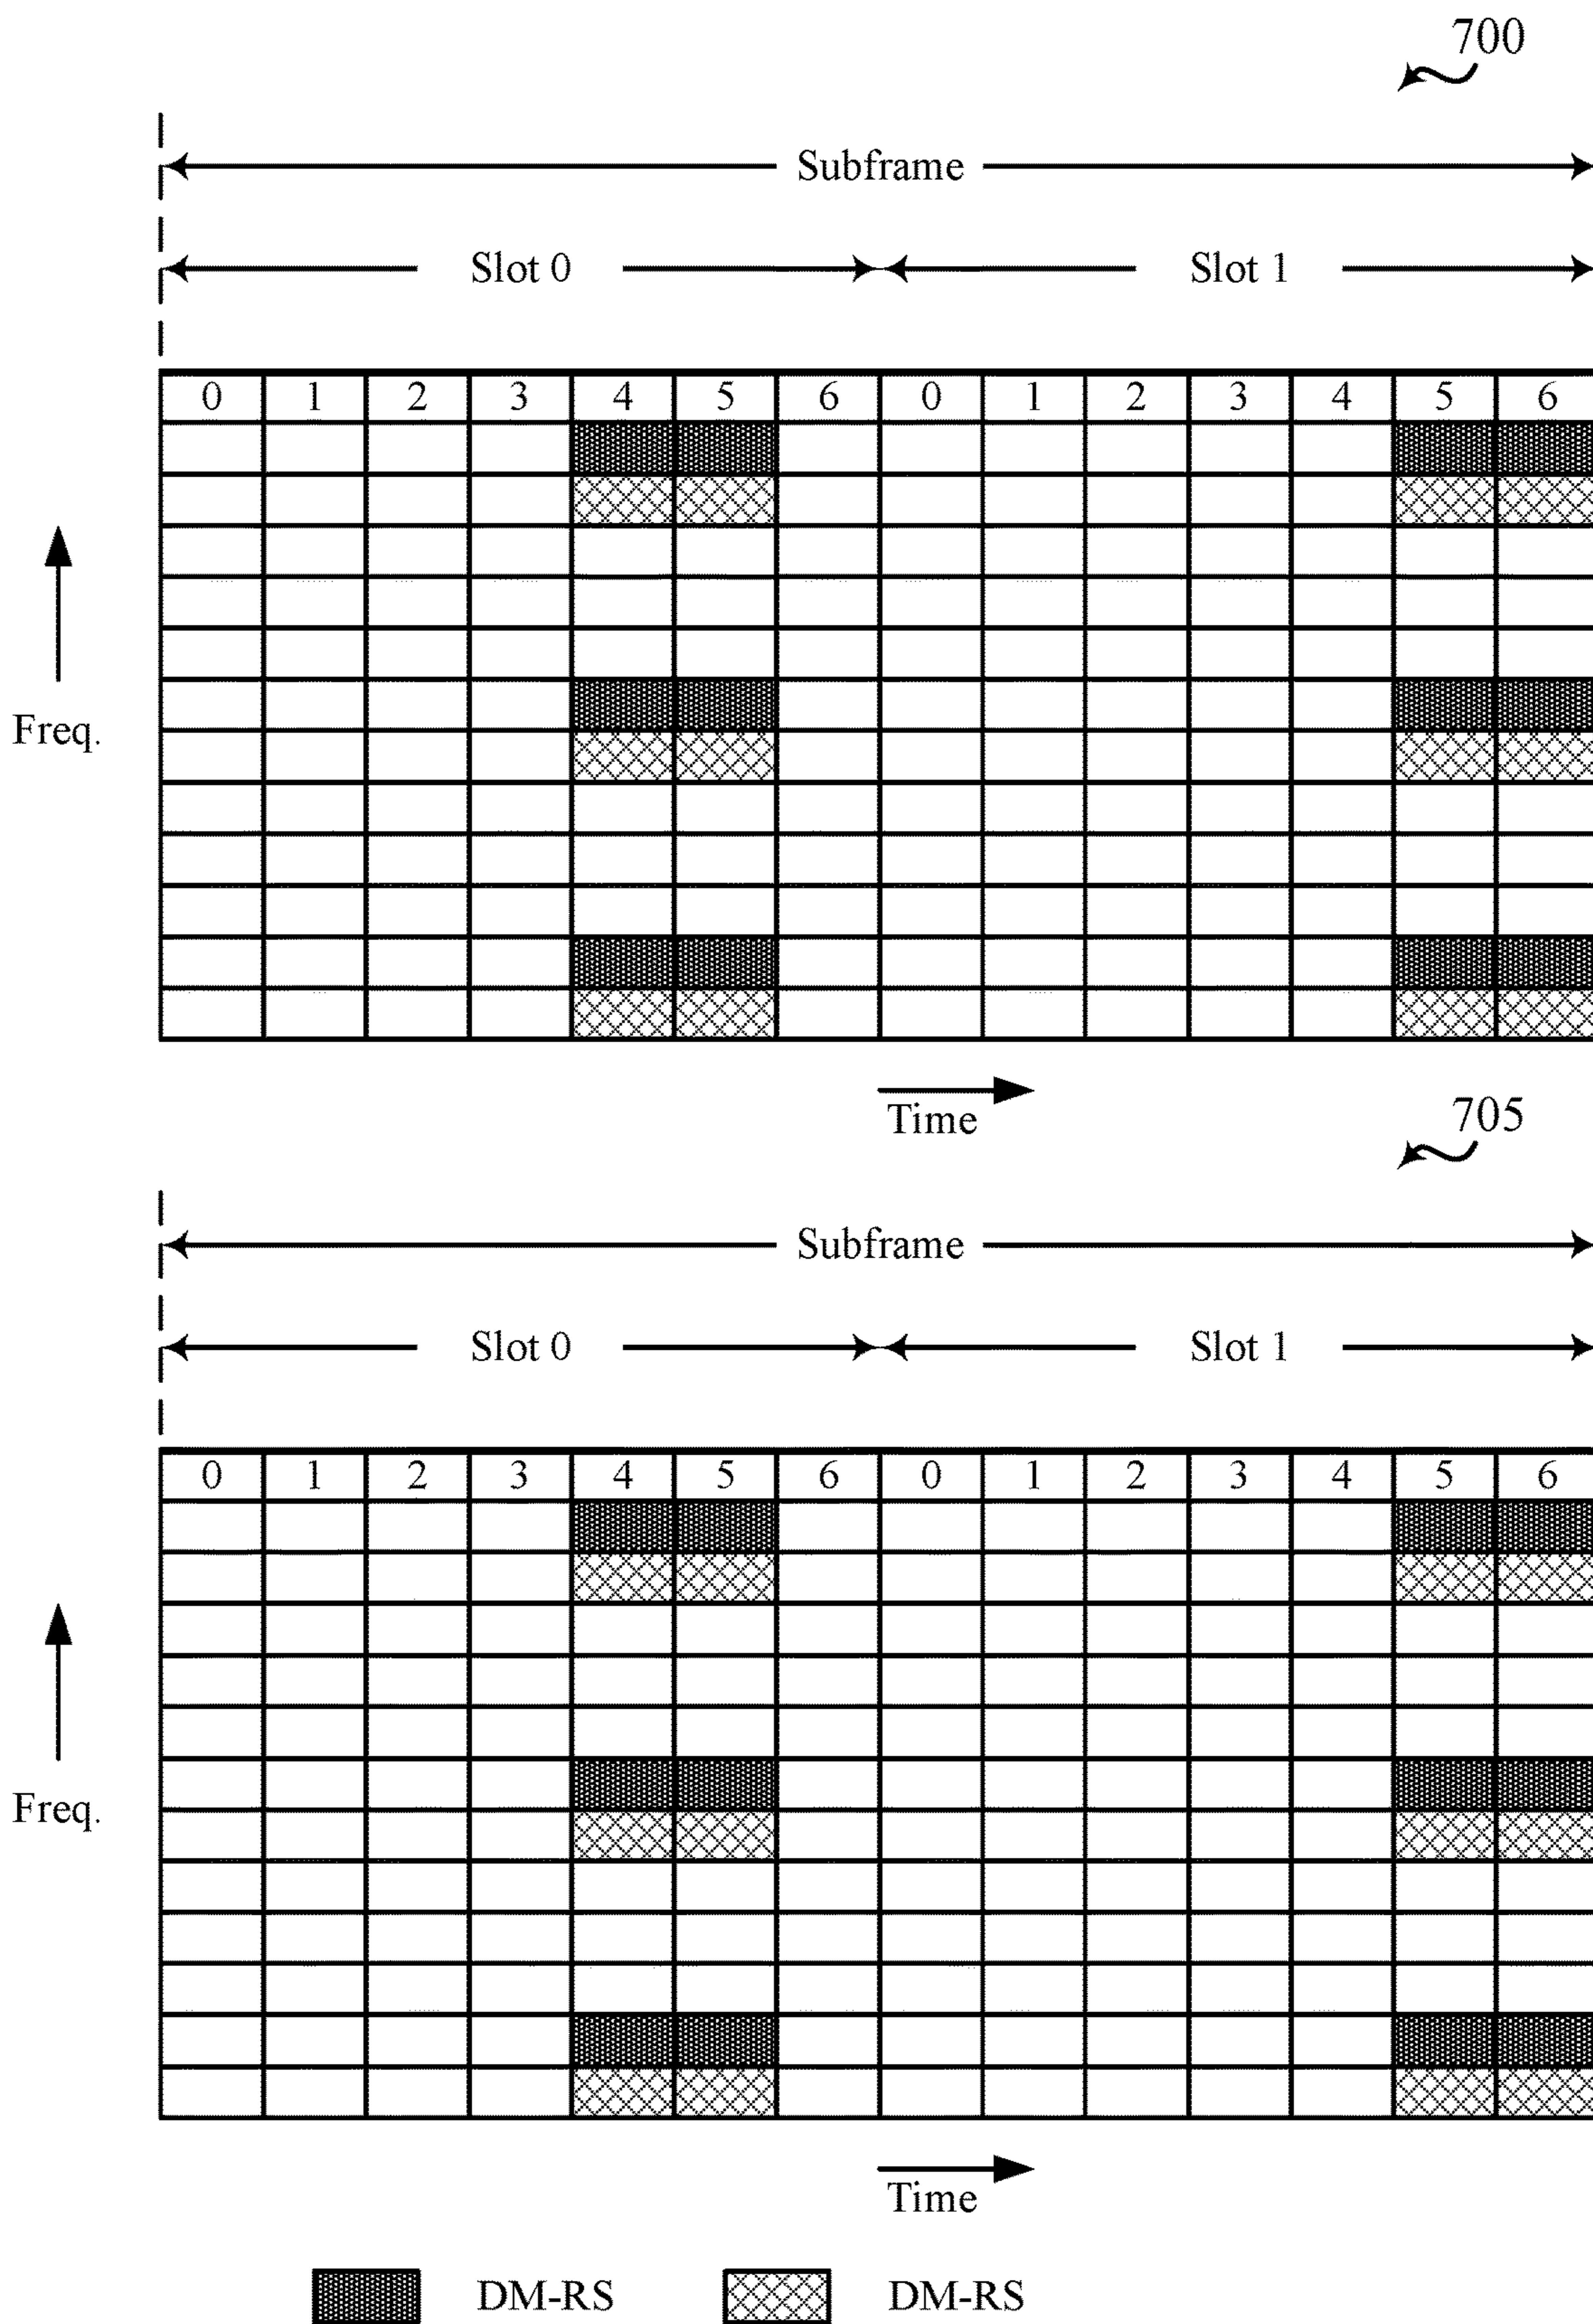 700
Subframe
Slot 0 Slot 1
0 1 2 3 4 5 6 0 1 2 3 4 5 6
Freq.
Time
705
Subframe
Slot 0 Slot 1
0 1 2 3 4 5 6 0 1 2 3 4 5 6
Freq.
Time
DM-RS DM-RS